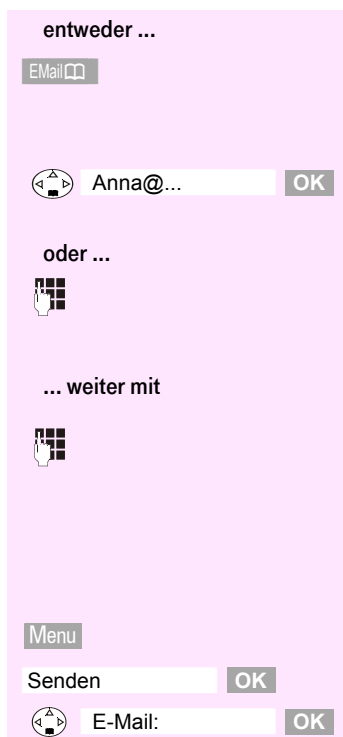 entweder ...
EMail
Anna@... OK
oder ...
... weiter mit
Menu
Senden OK
E-Mail: OK